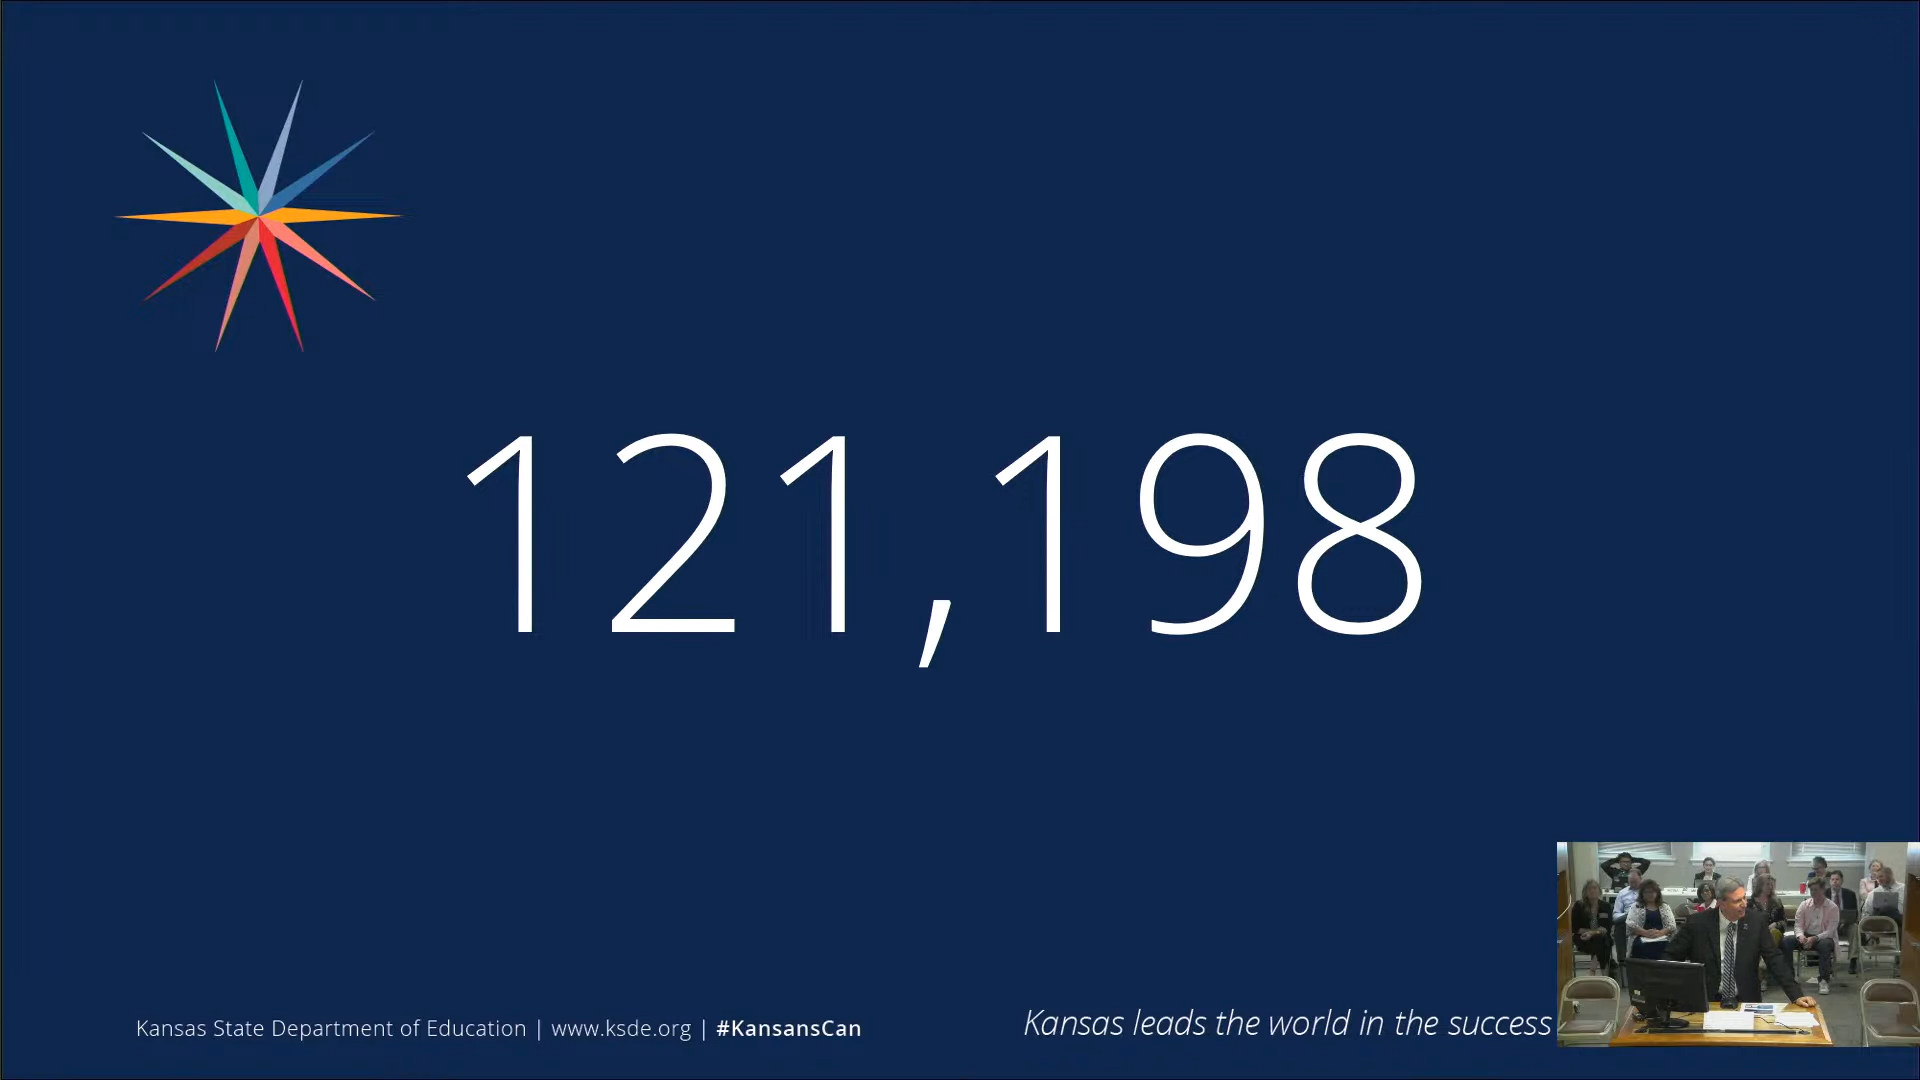 121,198
Kansas State Department of Education | www.ksde.org | #KansansCan
Kansas leads the world in the success